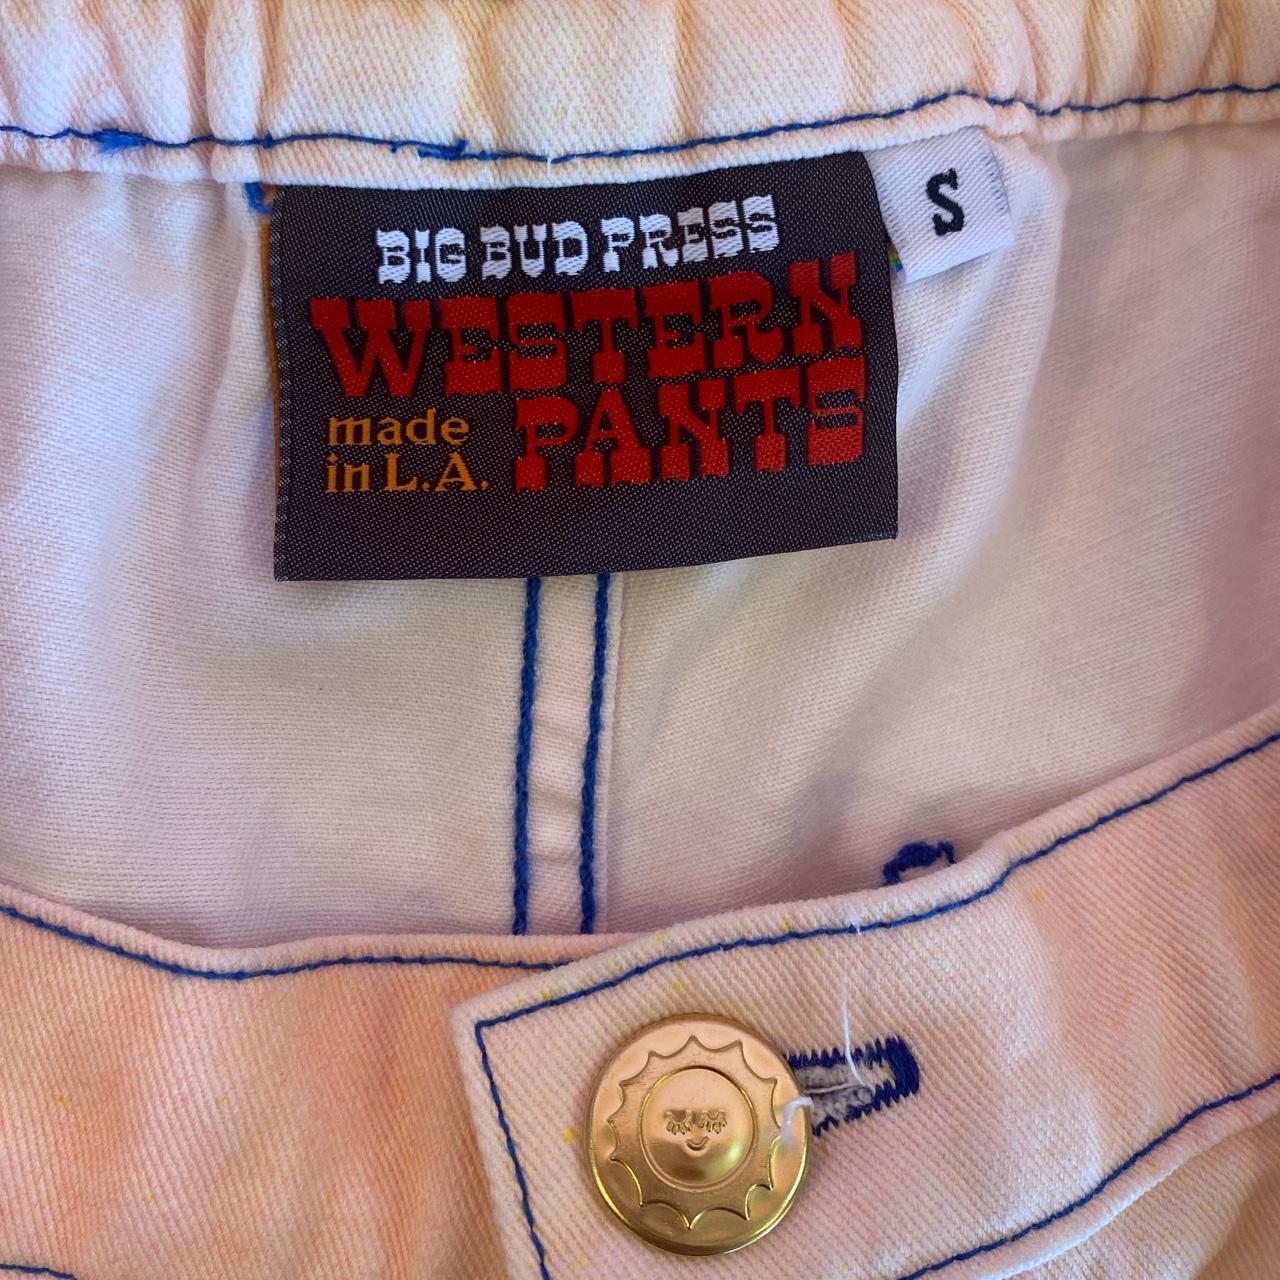 BIG BUD PRESS
WESTERN
PANTS
made
in L.A.
S